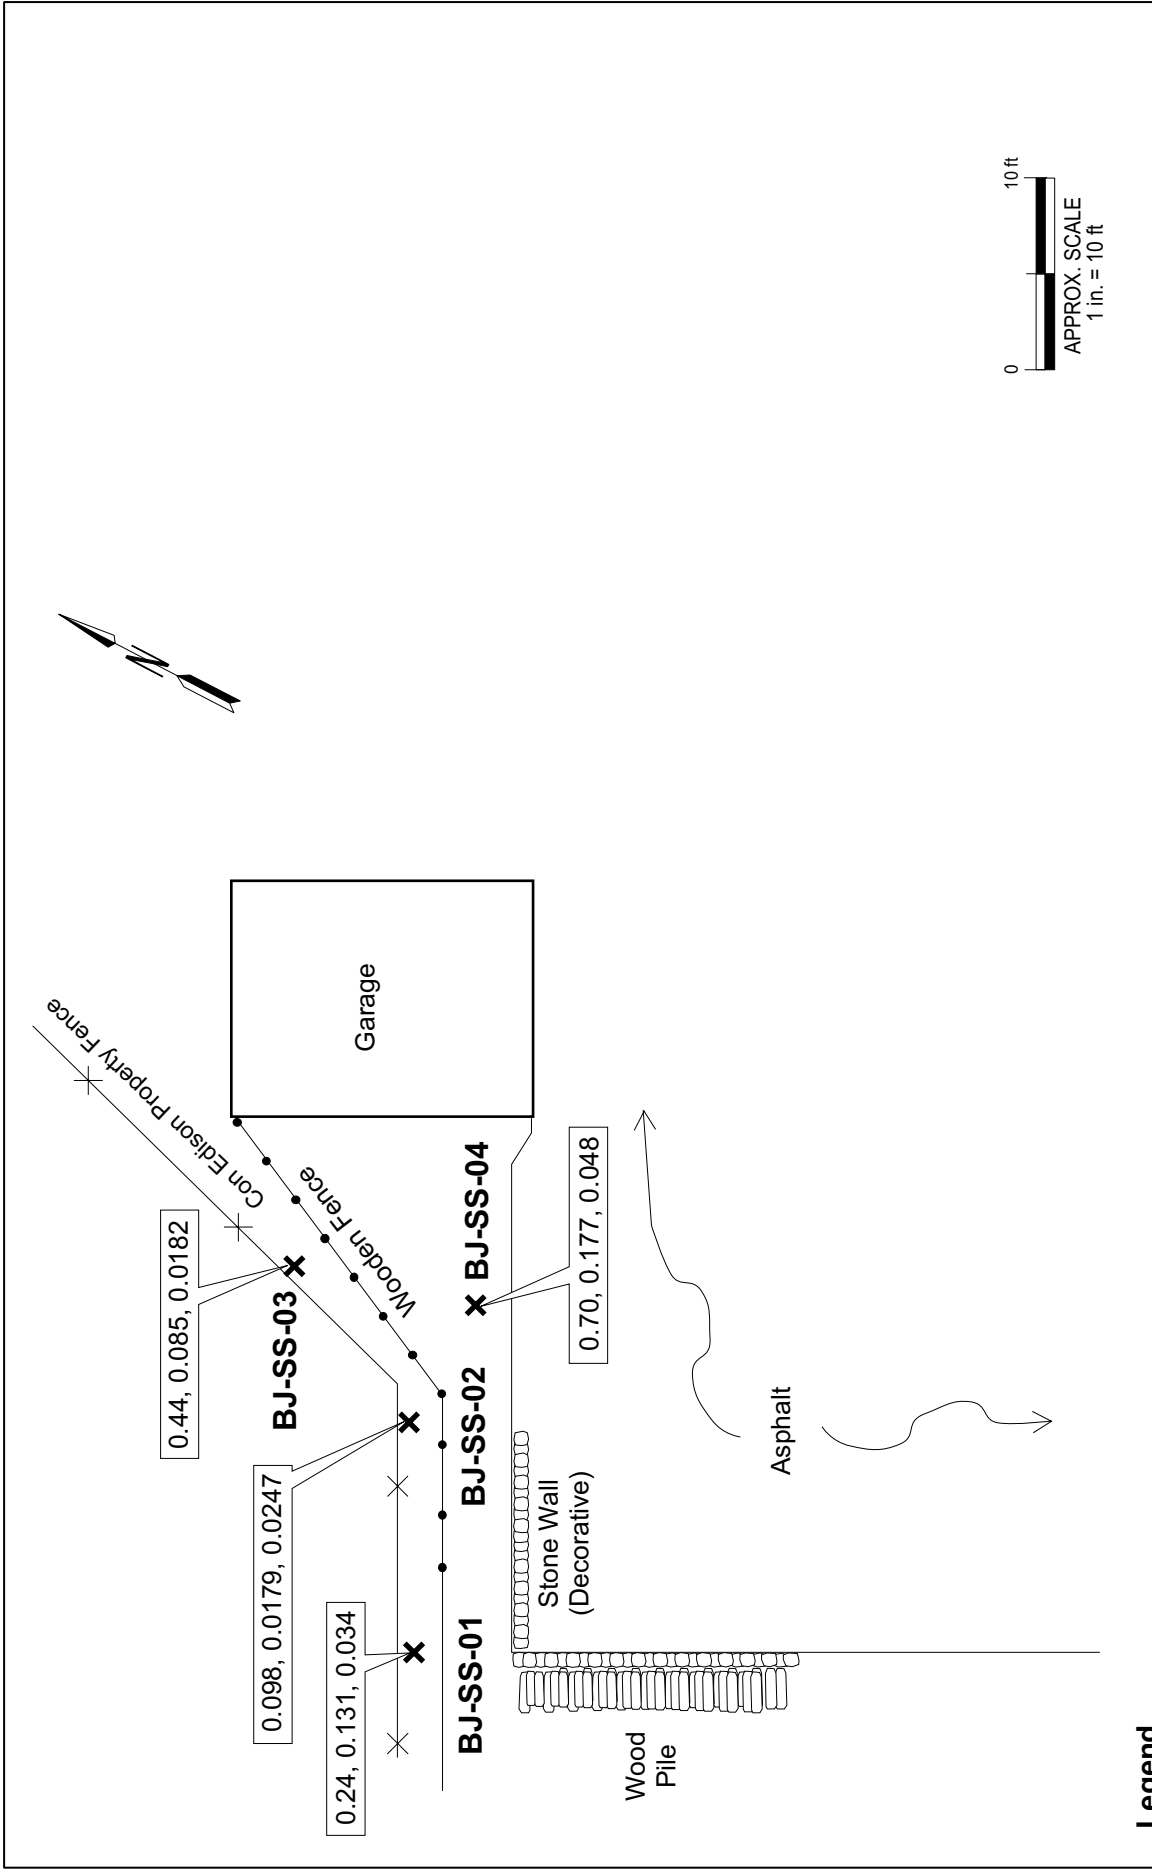 Con Edison Property Fence
0.44, 0.085, 0.0182
BJ-SS-03
Wooden Fence
Garage
N
0.098, 0.0179, 0.0247
BJ-SS-02
BJ-SS-04
0.70, 0.177, 0.048
0.24, 0.131, 0.034
BJ-SS-01
Stone Wall
(Decorative)
Wood
Pile
Asphalt
0
10 ft
APPROX. SCALE
1 in. = 10 ft
Legend